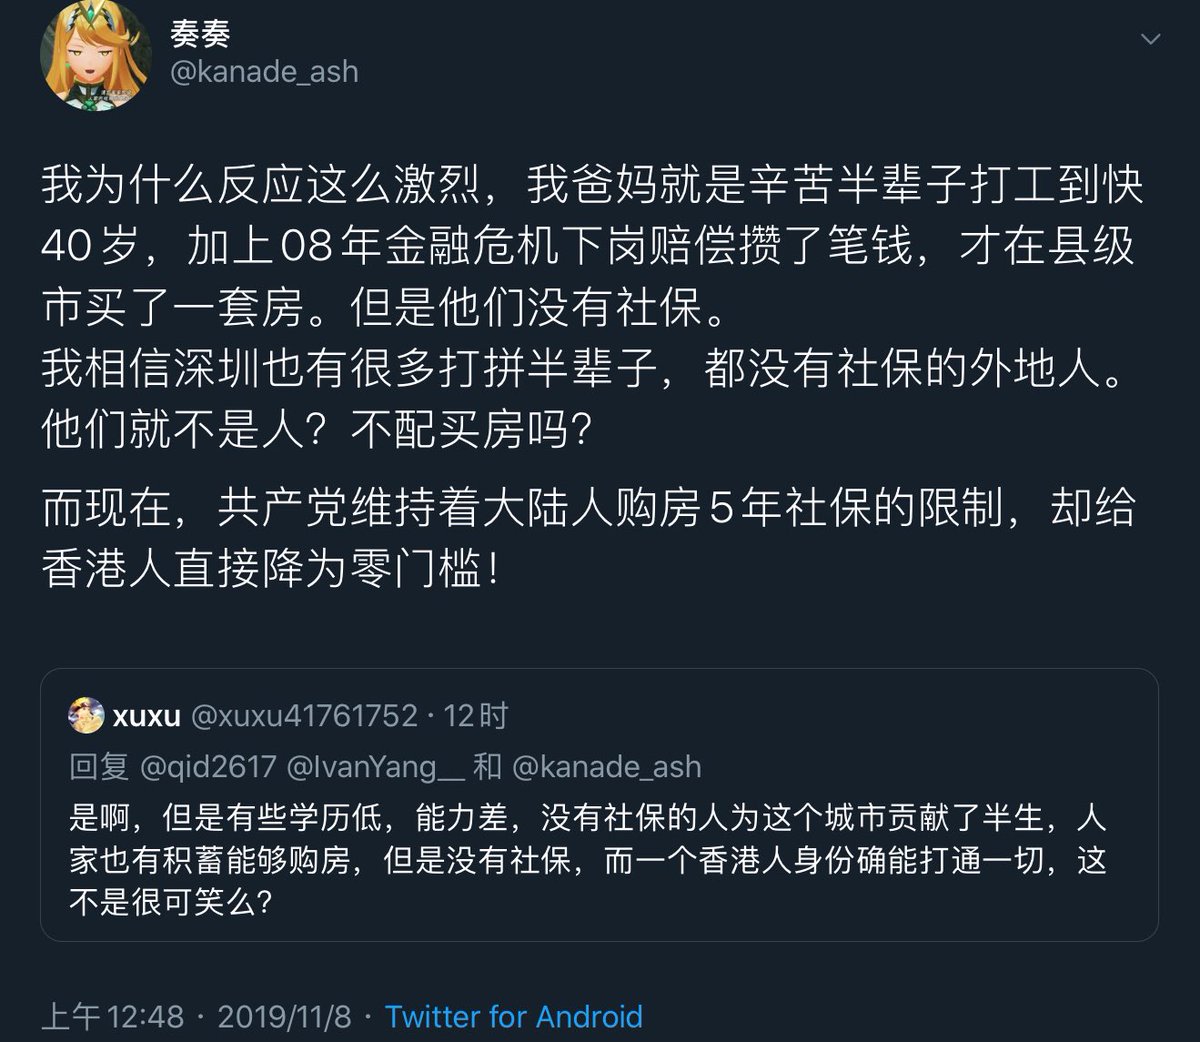 奏奏
@kanade_ash
我为什么反应这么激烈，我爸妈就是辛苦半辈子打工到快
40岁，加上08年金融危机下岗赔偿攒了笔钱，才在县级
市买了一套房。但是他们没有社保。
我相信深圳也有很多打拼半辈子，都没有社保的外地人。
他们就不是人？不配买房吗？
而现在，共产党维持着大陆人购房5年社保的限制，却给
香港人直接降为零门槛！
xuxu @xuxu41761752 · 12时
回复 @qid2617 @IvanYang__ 和 @kanade_ash
是啊，但是有些学历低，能力差，没有社保的人为这个城市贡献了半生，人
家也有积蓄能够购房，但是没有社保，而一个香港人身份确能打通一切，这
不是很可笑么？
上午12:48 · 2019/11/8 · Twitter for Android